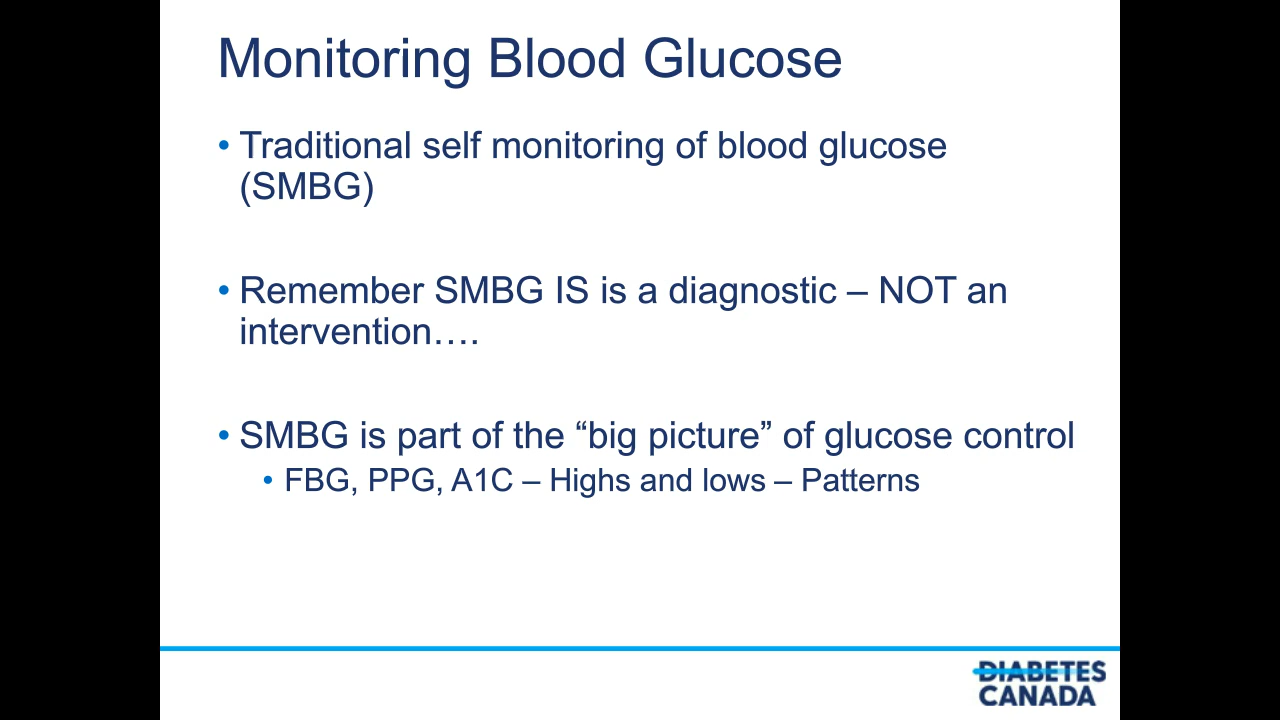 Monitoring Blood Glucose
• Traditional self monitoring of blood glucose
(SMBG)
• Remember SMBG IS is a diagnostic – NOT an
intervention….
• SMBG is part of the “big picture” of glucose control
• FBG, PPG, A1C – Highs and lows – Patterns
DIABETES
CANADA